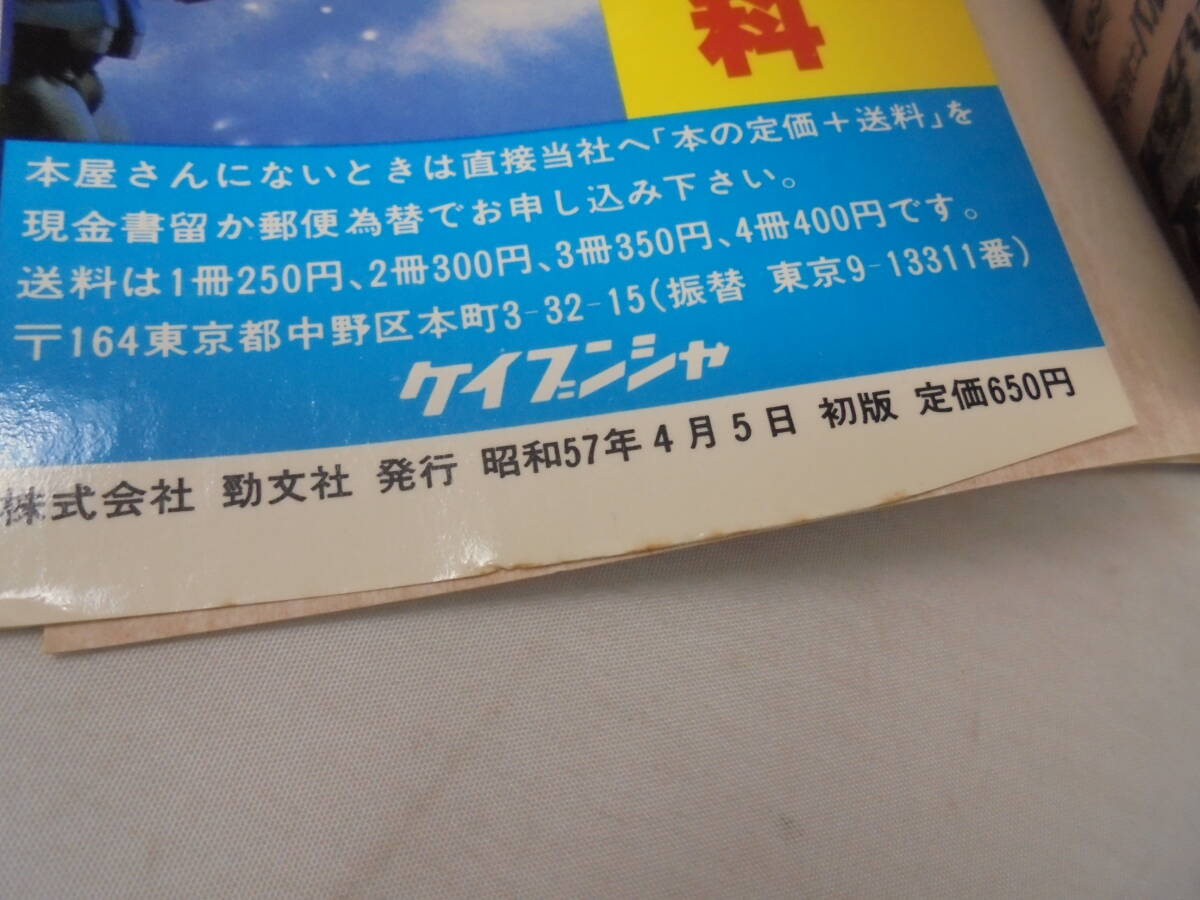 本屋さんにないときは直接当社へ「本の定価＋送料」を
現金書留か郵便為替でお申し込み下さい。
送料は1冊250円、2冊300円、3冊350円、4冊400円です。
〒164東京都中野区本町3-32-15(振替 東京9-13311番)
ケイブンシャ
株式会社 勁文社 発行 昭和57年4月5日 初版 定価650円